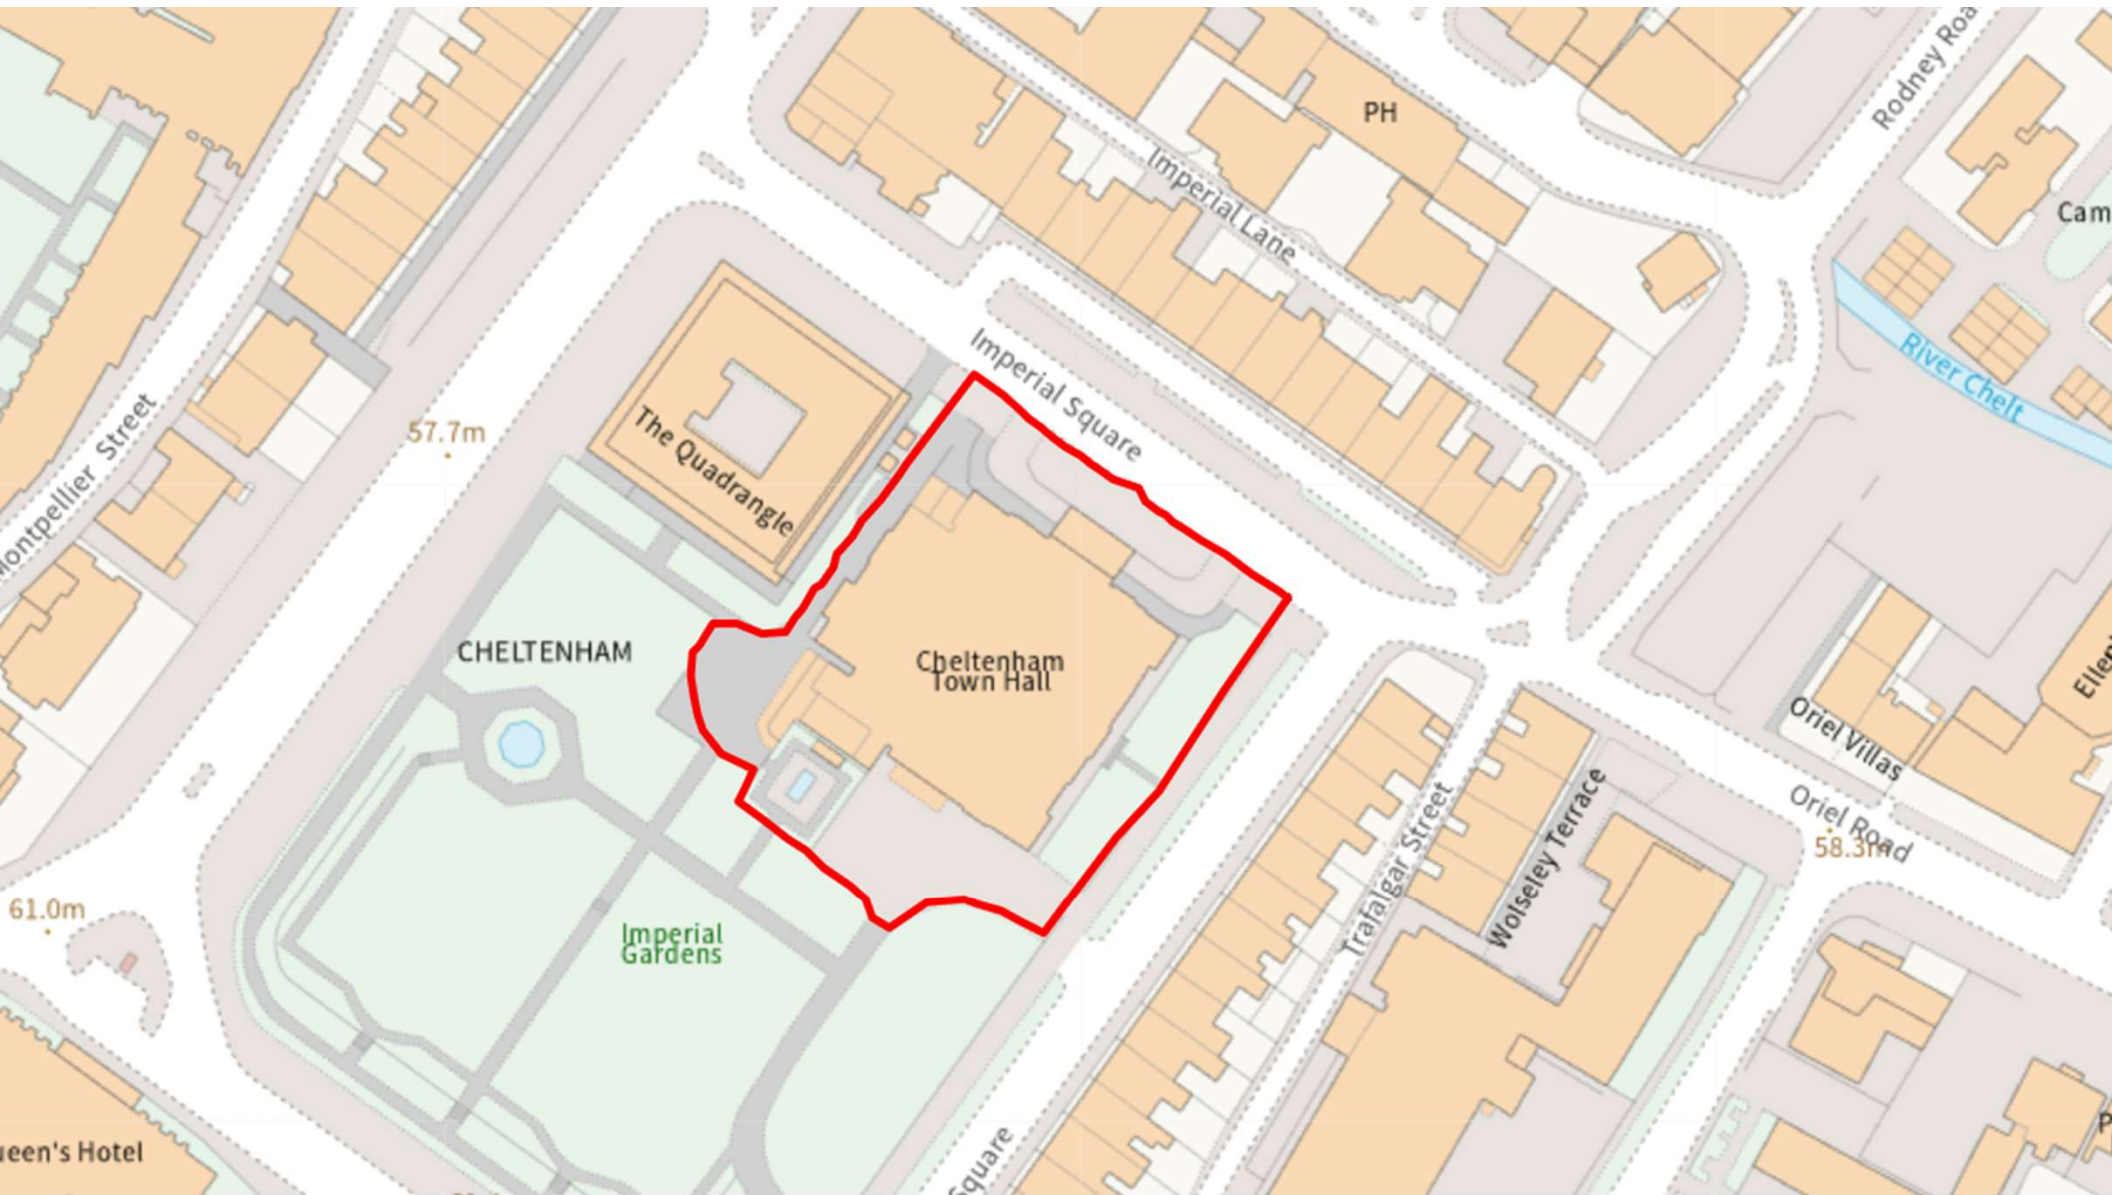 Rodney Roa
PH
Imperial Lane
Cam
River Chelt
Imperial Square
57.7m
The Quadrangle
Montpellier Street
CHELTENHAM
Cheltenham
Town Hall
Oriel Villas
Oriel Road
58.3m
Wolseley Terrace
Trafalgar Street
61.0m
Imperial
Gardens
ueen's Hotel
Square
P